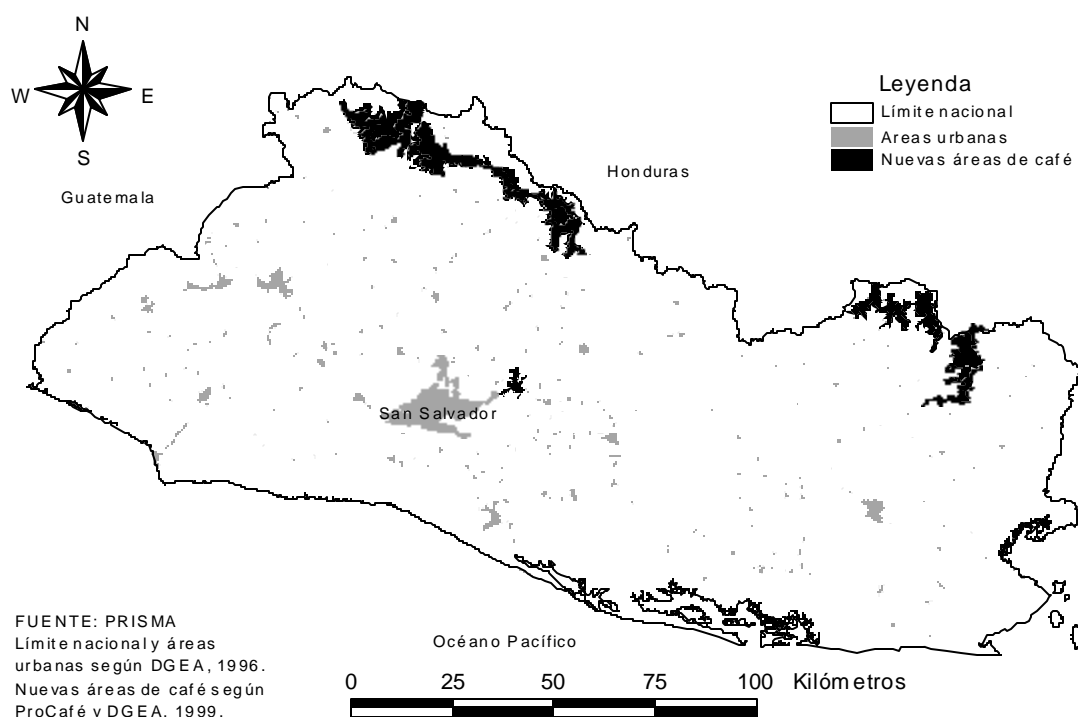 N
W E
S
Leyenda
Límite nacional
Areas urbanas
Nuevas áreas de café
Guatemala
Honduras
San Salvador
Océano Pacífico
FUENTE: PRISMA
Límite nacional y áreas
urbanas según DGEA, 1996.
Nuevas áreas de café según
ProCafé y DGEA, 1999.
0 25 50 75 100 Kilómetros